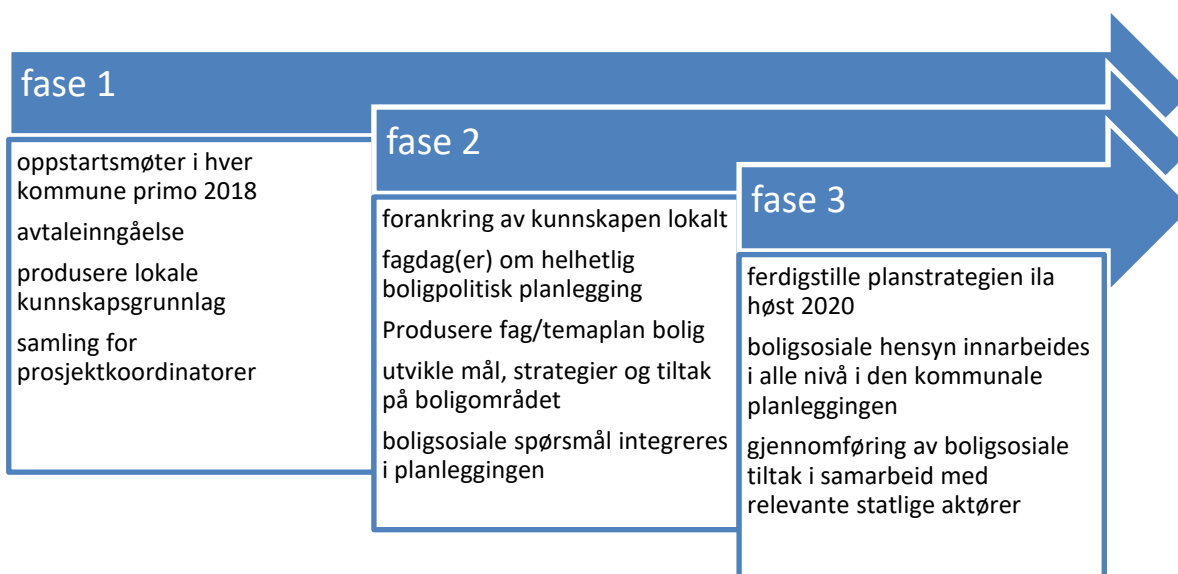 fase 1
oppstartsmøter i hver
kommune primo 2018
avtaleinngåelse
produsere lokale
kunnskapsgrunnlag
samling for
prosjektkoordinatorer
fase 2
forankring av kunnskapen lokalt
fagdag(er) om helhetlig
boligpolitisk planlegging
Produsere fag/temaplan bolig
utvikle mål, strategier og tiltak
på boligområdet
boligsosiale spørsmål integreres
i planleggingen
fase 3
ferdigstille planstrategien ila
høst 2020
boligsosiale hensyn innarbeides
i alle nivå i den kommunale
planleggingen
gjennomføring av boligsosiale
tiltak i samarbeid med
relevante statlige aktører